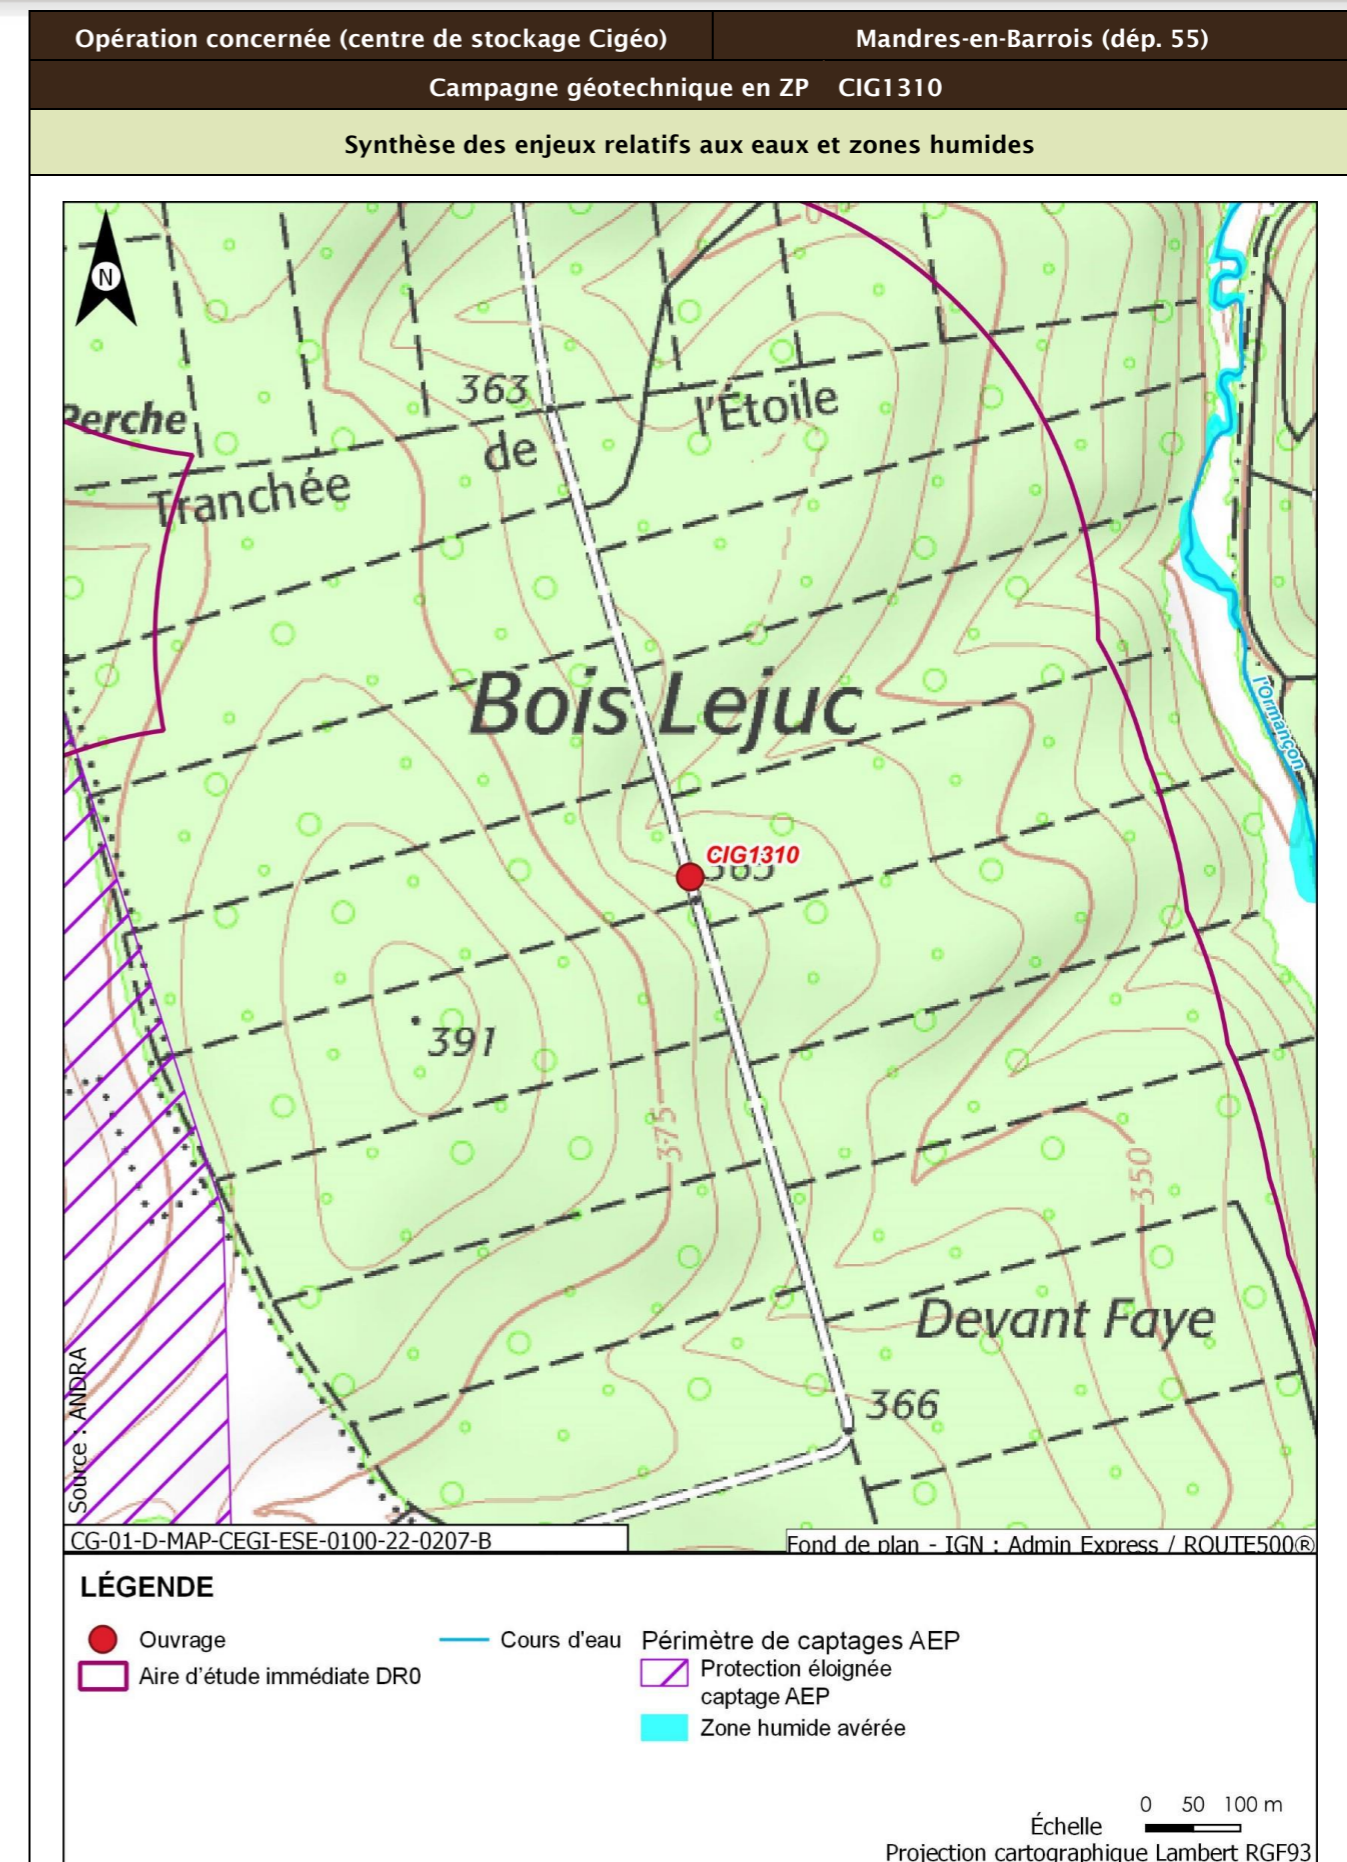 Opération concernée (centre de stockage Cigéo)
Mandres-en-Barrois (dép. 55)
Campagne géotechnique en ZP CIG1310
Synthèse des enjeux relatifs aux eaux et zones humides
N
363
Perche
l'Étoile
de
Tranchée
Bois Lejuc
l'Ormançon
CIG1310
365
391
375
350
Devant Faye
366
Source : ANDRA
CG-01-D-MAP-CEGI-ESE-0100-22-0207-B
Fond de plan - IGN : Admin Express / ROUTE500®
LÉGENDE
Ouvrage
Cours d'eau
Périmètre de captages AEP
Aire d'étude immédiate DR0
Protection éloignée
captage AEP
Zone humide avérée
0 50 100 m
Échelle
Projection cartographique Lambert RGF93